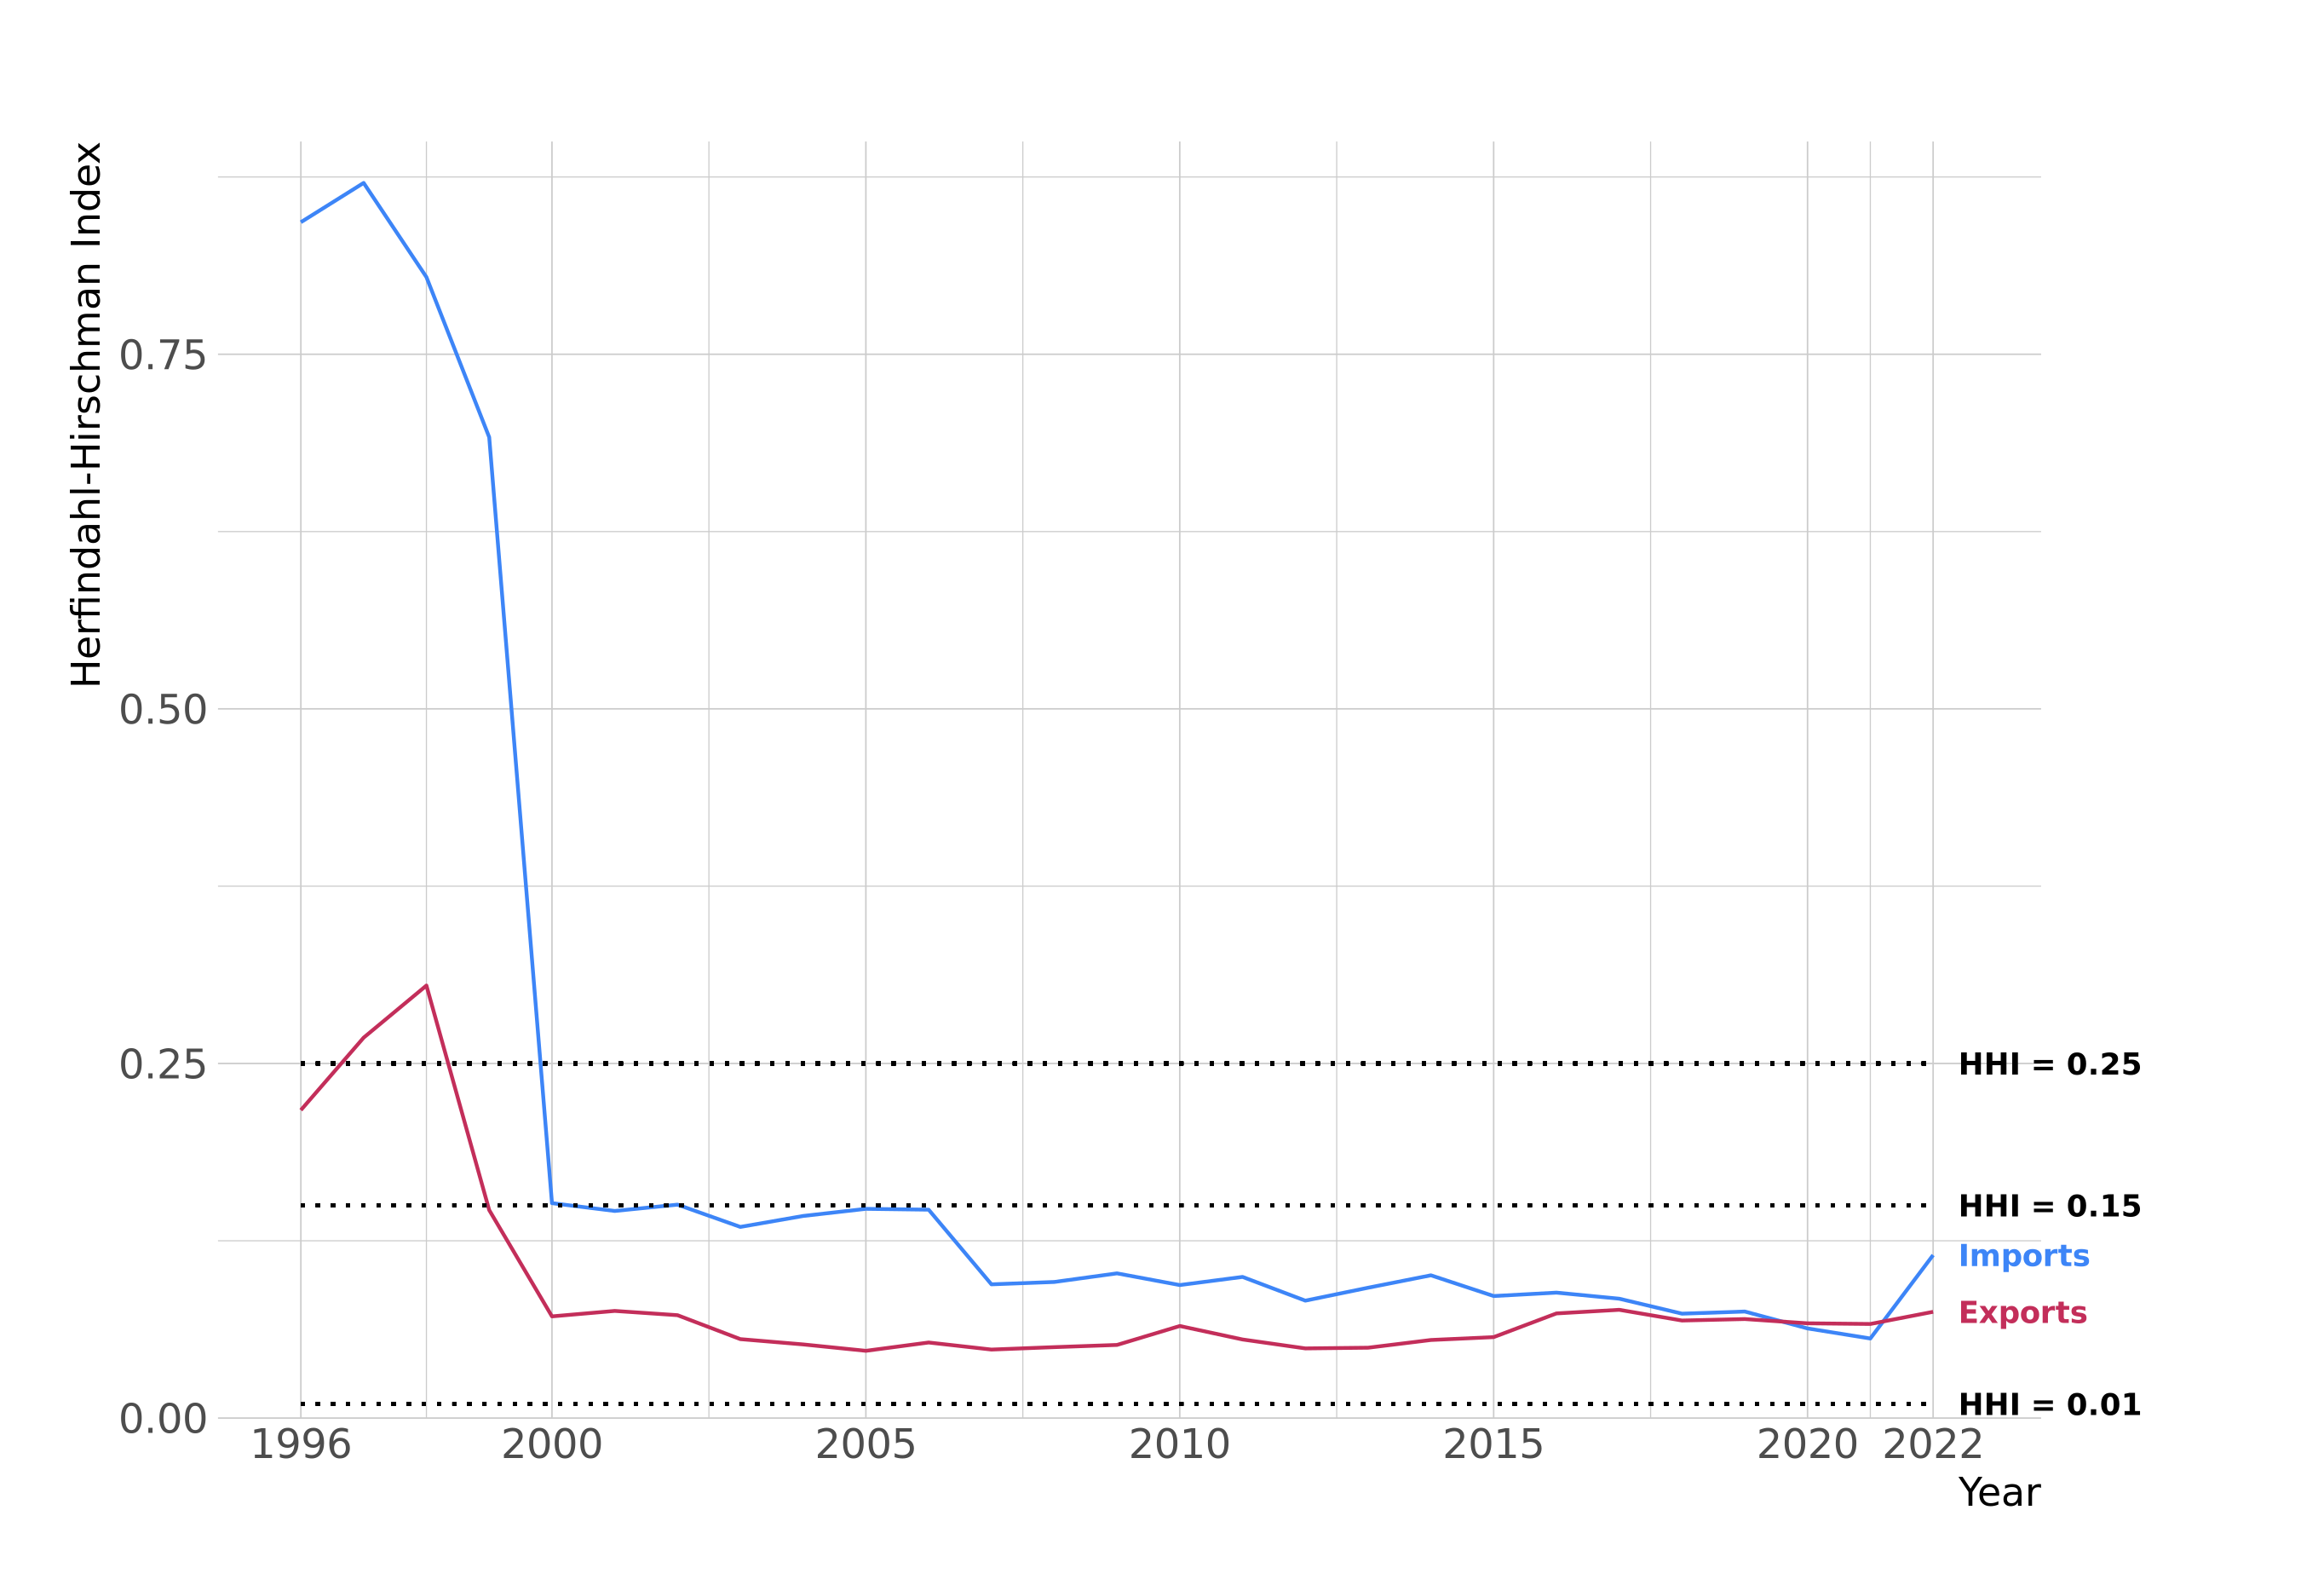 Herfindahl-Hirschman Index
0.75
0.50
0.25
0.00
HHI = 0.25
HHI = 0.15
Imports
Exports
HHI = 0.01
1996 2000 2005 2010 2015 2020 2022
Year